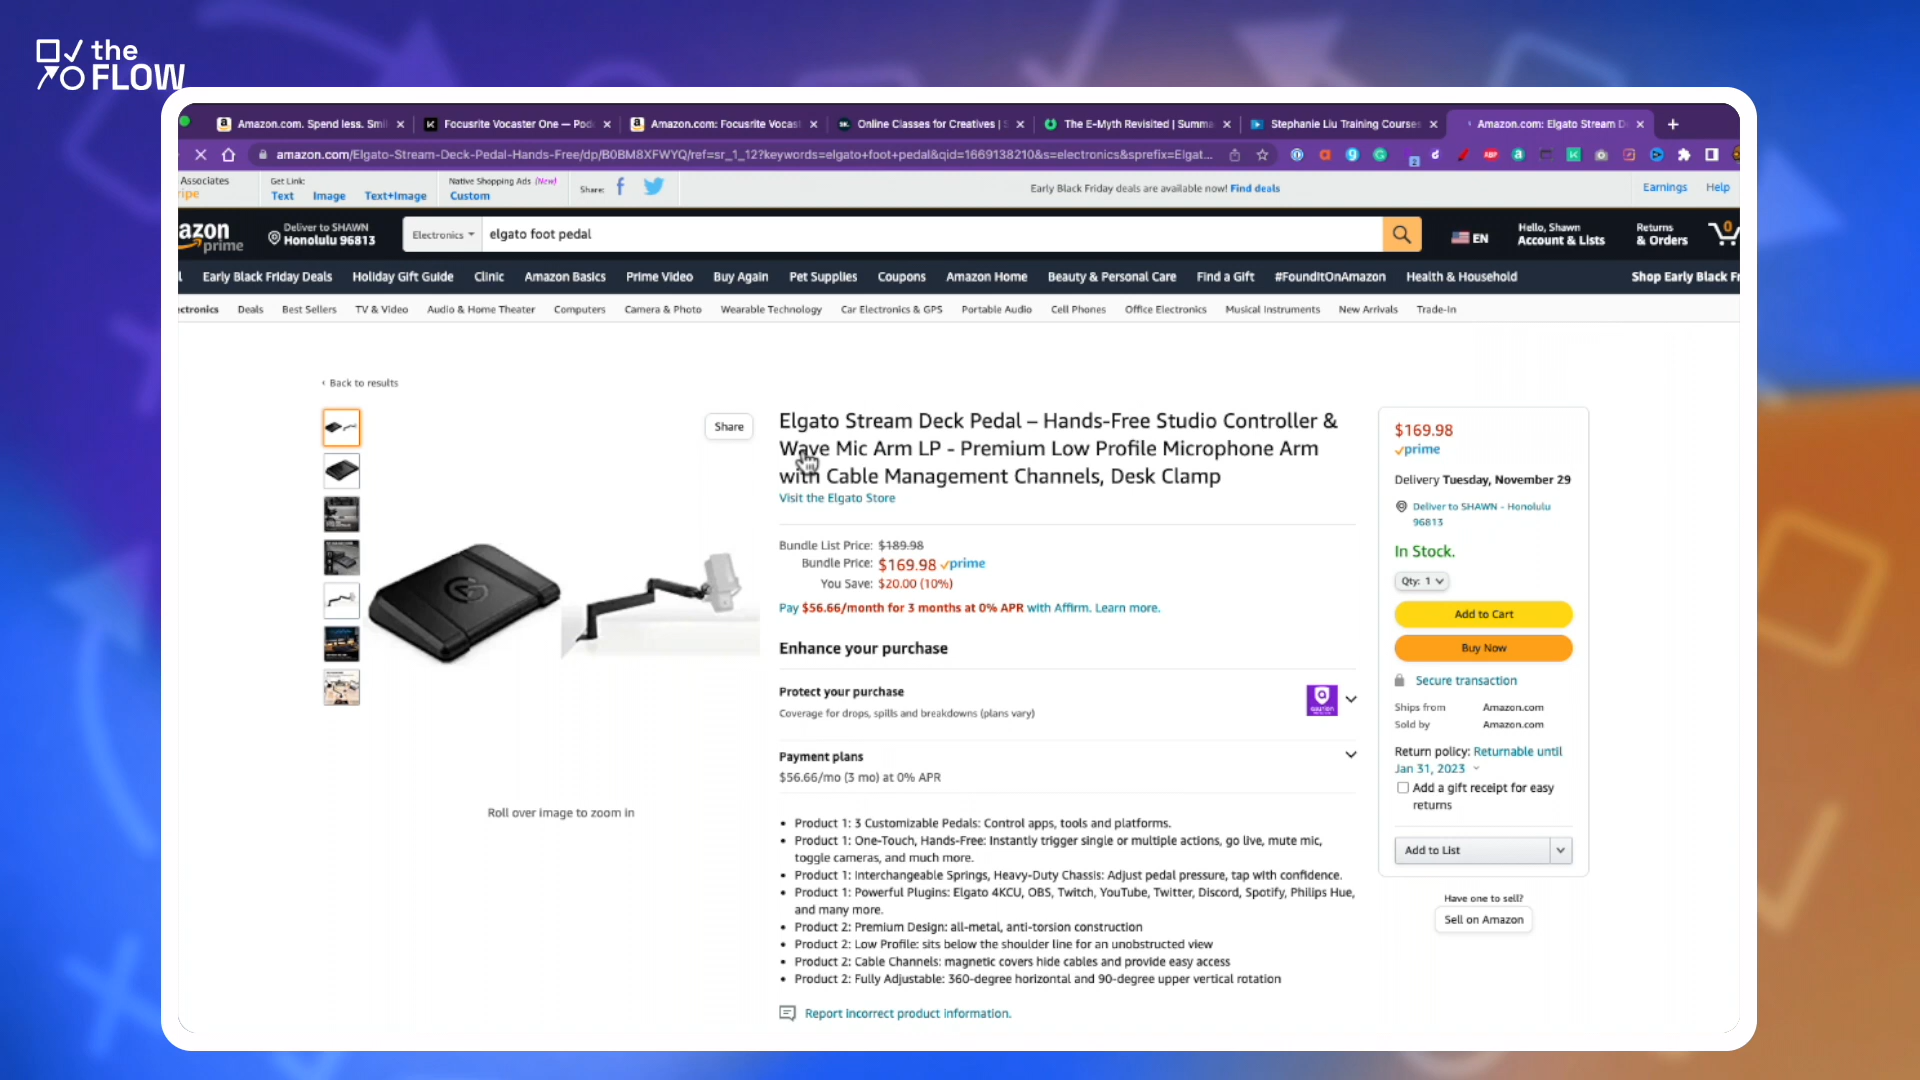 the
FLOW
Amazon.com. Spend less. Smil
Focusrite Vocaster One — Pod
Amazon.com: Focusrite Vocast
Online Classes for Creatives | S
The E-Myth Revisited | Summa
Stephanie Liu Training Courses
Amazon.com: Elgato Stream D
amazon.com/Elgato-Stream-Deck-Pedal-Hands-Free/dp/B0BM8XFWYQ/ref=sr_1_12?keywords=elgato+foot+pedal&qid=1669138210&s=electronics&sprefix=Elgat...
Associates
ripe
Get Link:
Text Image Text+Image
Native Shopping Ads (New)
Custom
Share:
Early Black Friday deals are available now! Find deals
Earnings Help
azon
prime
Deliver to SHAWN
Honolulu 96813
Electronics
elgato foot pedal
EN
Hello, Shawn
Account & Lists
Returns
& Orders
0
Early Black Friday Deals Holiday Gift Guide Clinic Amazon Basics Prime Video Buy Again Pet Supplies Coupons Amazon Home Beauty & Personal Care Find a Gift #FoundItOnAmazon Health & Household Shop Early Black Fr
ectronics Deals Best Sellers TV & Video Audio & Home Theater Computers Camera & Photo Wearable Technology Car Electronics & GPS Portable Audio Cell Phones Office Electronics Musical Instruments New Arrivals Trade-In
‹ Back to results
Share
Elgato Stream Deck Pedal – Hands-Free Studio Controller &
Wave Mic Arm LP - Premium Low Profile Microphone Arm
with Cable Management Channels, Desk Clamp
Visit the Elgato Store
Bundle List Price: $189.98
Bundle Price: $169.98 prime
You Save: $20.00 (10%)
Pay $56.66/month for 3 months at 0% APR with Affirm. Learn more.
Enhance your purchase
Protect your purchase
Coverage for drops, spills and breakdowns (plans vary)
Payment plans
$56.66/mo (3 mo) at 0% APR
• Product 1: 3 Customizable Pedals: Control apps, tools and platforms.
• Product 1: One-Touch, Hands-Free: Instantly trigger single or multiple actions, go live, mute mic,
toggle cameras, and much more.
• Product 1: Interchangeable Springs, Heavy-Duty Chassis: Adjust pedal pressure, tap with confidence.
• Product 1: Powerful Plugins: Elgato 4KCU, OBS, Twitch, YouTube, Twitter, Discord, Spotify, Philips Hue,
and many more.
• Product 2: Premium Design: all-metal, anti-torsion construction
• Product 2: Low Profile: sits below the shoulder line for an unobstructed view
• Product 2: Cable Channels: magnetic covers hide cables and provide easy access
• Product 2: Fully Adjustable: 360-degree horizontal and 90-degree upper vertical rotation
Report incorrect product information.
Roll over image to zoom in
$169.98
prime
Delivery Tuesday, November 29
Deliver to SHAWN - Honolulu
96813
In Stock.
Qty: 1
Add to Cart
Buy Now
Secure transaction
Ships from Amazon.com
Sold by Amazon.com
Return policy: Returnable until
Jan 31, 2023
Add a gift receipt for easy
returns
Add to List
Have one to sell?
Sell on Amazon